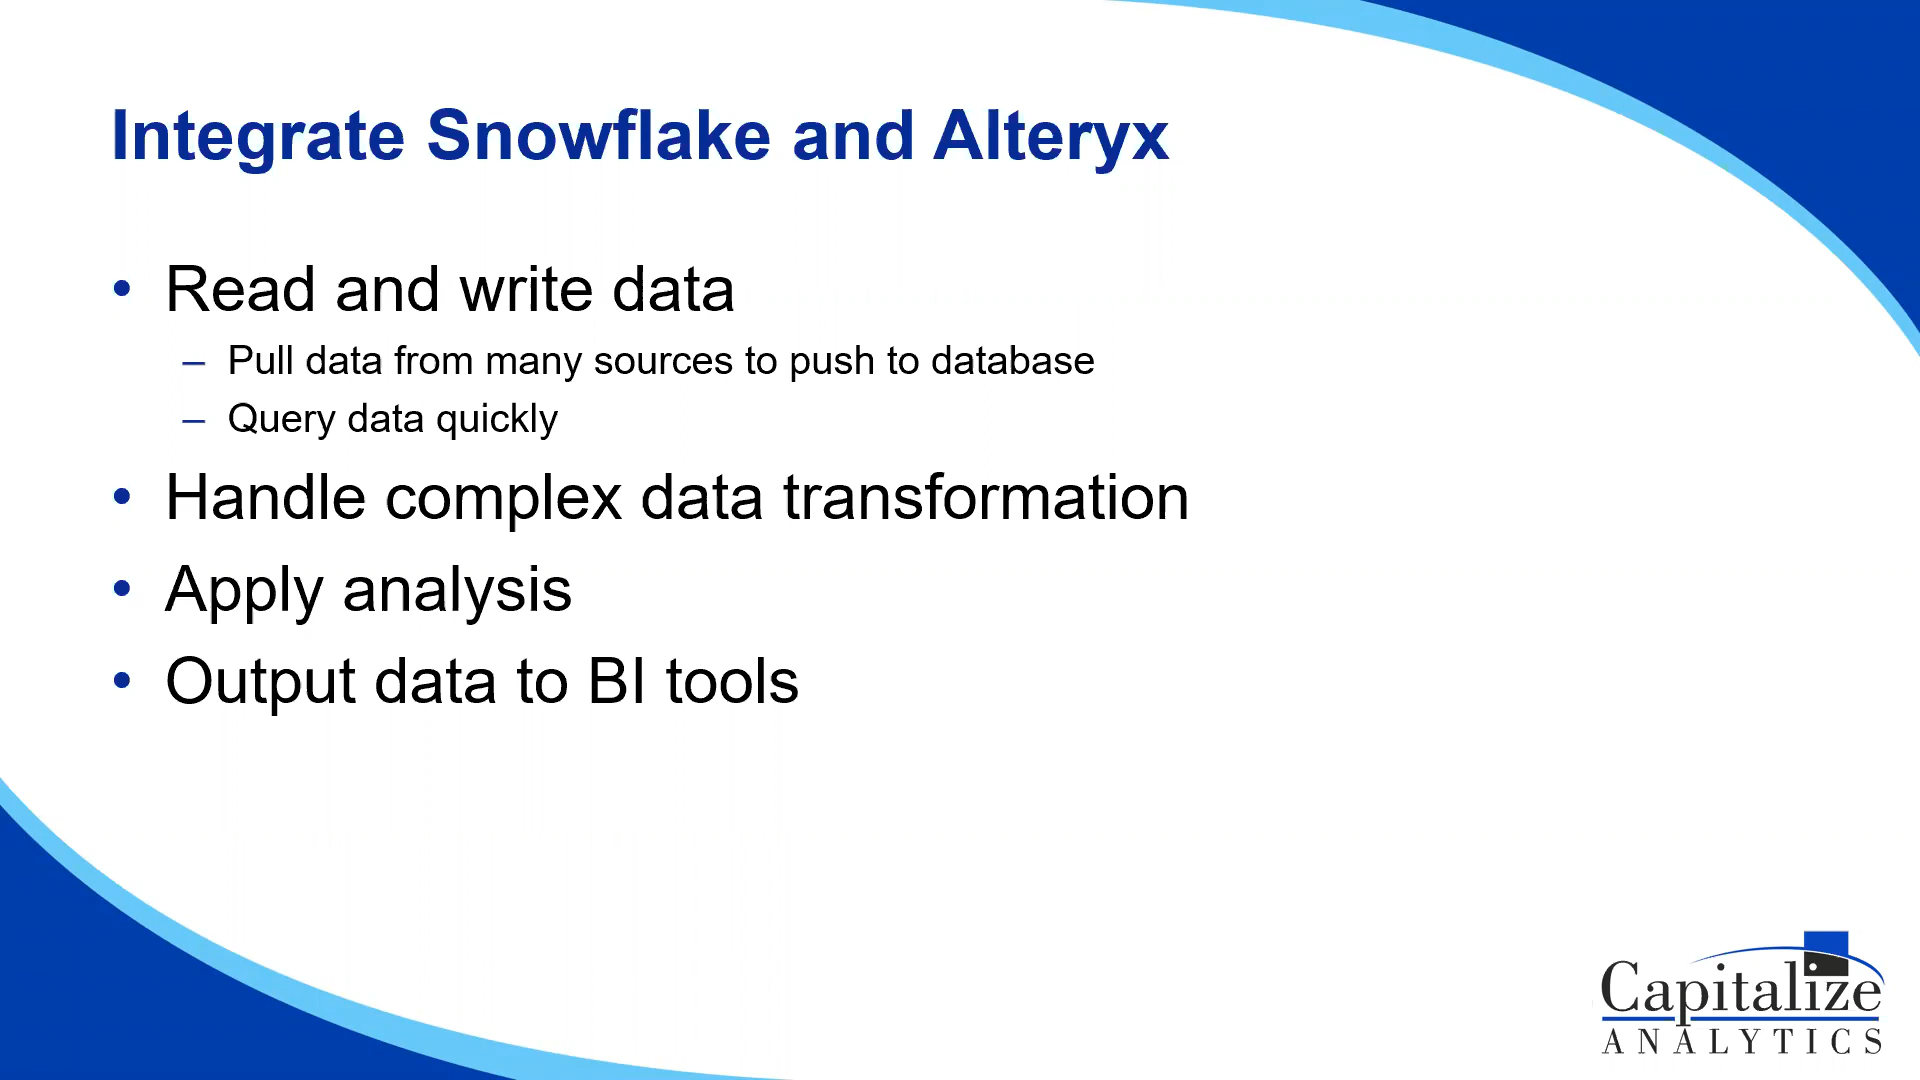 Integrate Snowflake and Alteryx
• Read and write data
– Pull data from many sources to push to database
– Query data quickly
• Handle complex data transformation
• Apply analysis
• Output data to BI tools
Capitalize
ANALYTICS